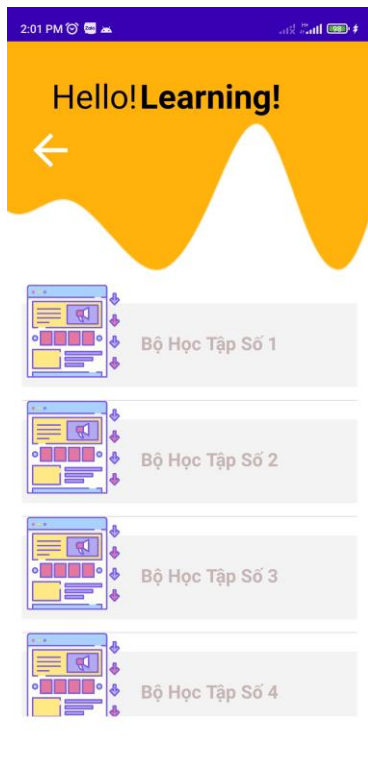 2:01 PM
Hello!Learning!
Bộ Học Tập Số 1
Bộ Học Tập Số 2
Bộ Học Tập Số 3
Bộ Học Tập Số 4